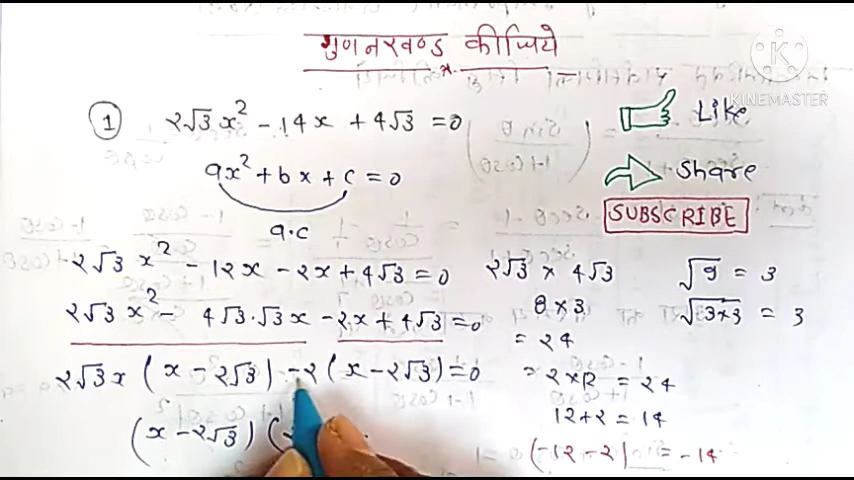 गुणनखण्ड कीजिये
KINEMASTER
① 2√3 x² - 14x + 4√3 = 0
Like
ax² + bx + c = 0
Share
a.c
SUBSCRIBE
2√3 x² - 12x - 2x + 4√3 = 0
2√3 × 4√3
√9 = 3
2√3 x² - 4√3.√3x - 2x + 4√3 = 0
8 × 3
√3×3 = 3
= 24
2√3x (x - 2√3) - 2 (x - 2√3) = 0
= 2×12 = 24
12+2 = 14
(x - 2√3) (2
(-12 -2) = -14